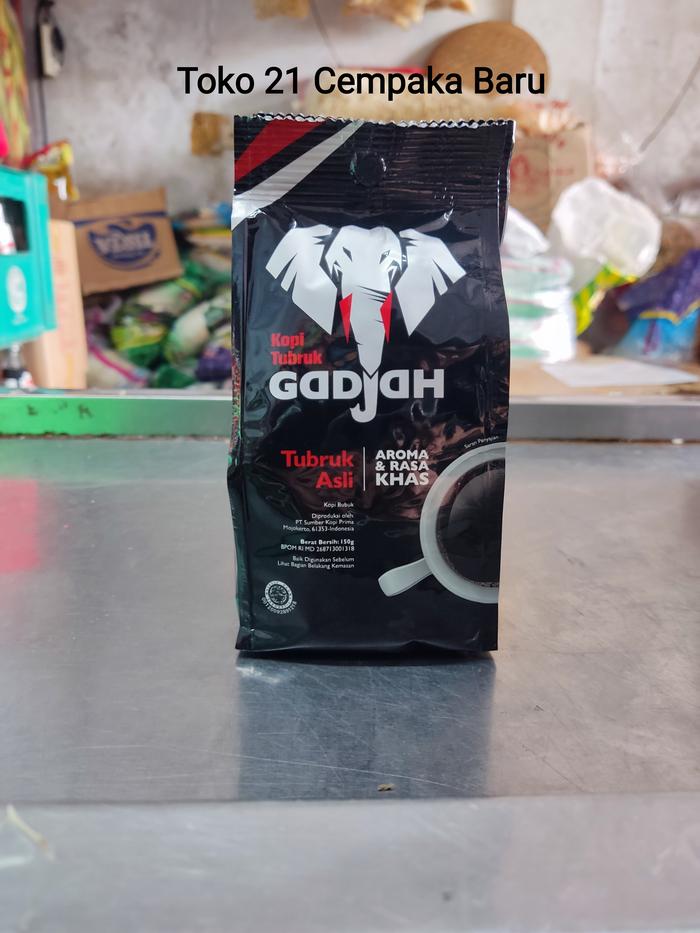 Toko 21 Cempaka Baru
Kopi
Tubruk
GADJAH
Tubruk
Asli
AROMA
& RASA
KHAS
Saran Penyajian
Kopi Bubuk
Diproduksi oleh:
PT Sumber Kopi Prima
Mojokerto, 61353-Indonesia
Berat Bersih: 150g
BPOM RI MD 268713001318
Baik Digunakan Sebelum
Lihat Bagian Belakang Kemasan